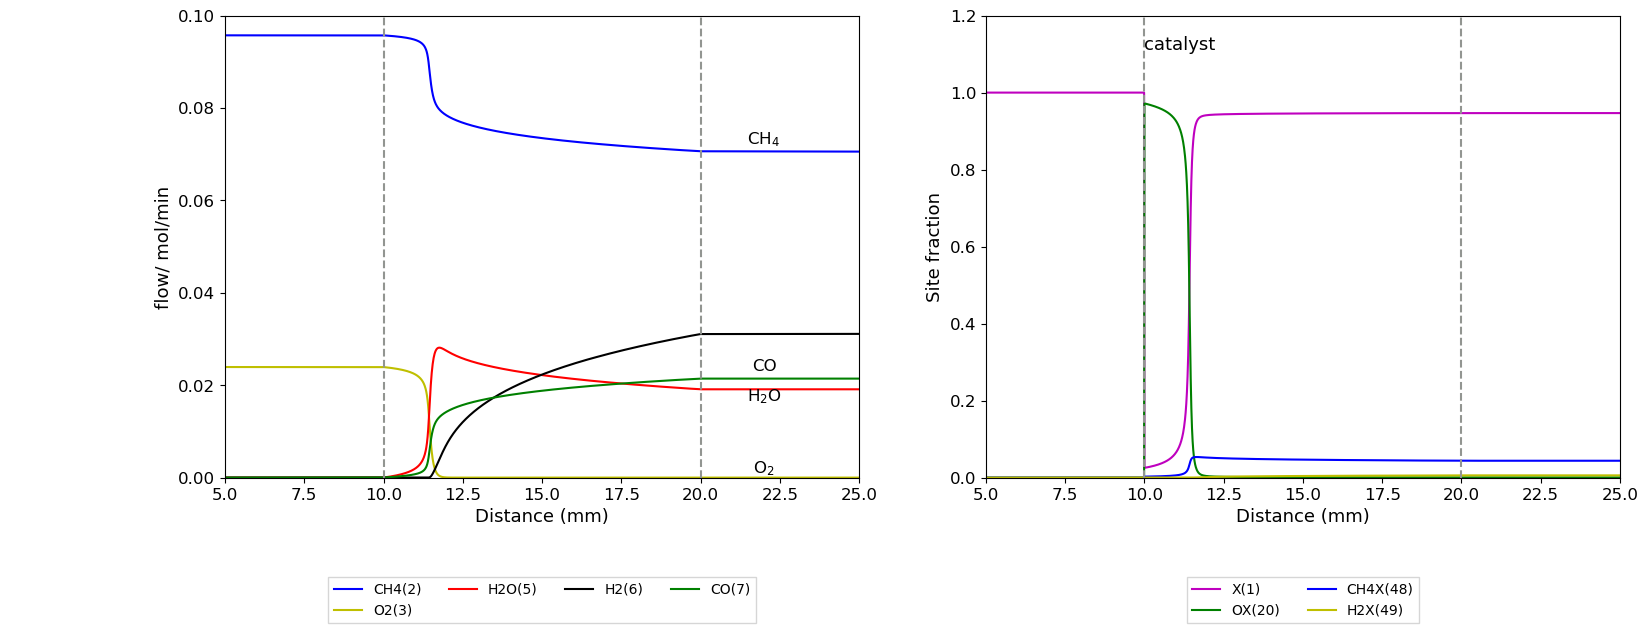 0.10
0.08
0.06
0.04
0.02
0.00
flow/ mol/min
CH4
CO
H2O
O2
5.0 7.5 10.0 12.5 15.0 17.5 20.0 22.5 25.0
Distance (mm)
CH4(2) H2O(5) H2(6) CO(7)
O2(3)
1.2
1.0
0.8
0.6
0.4
0.2
0.0
Site fraction
catalyst
5.0 7.5 10.0 12.5 15.0 17.5 20.0 22.5 25.0
Distance (mm)
X(1) CH4X(48)
OX(20) H2X(49)